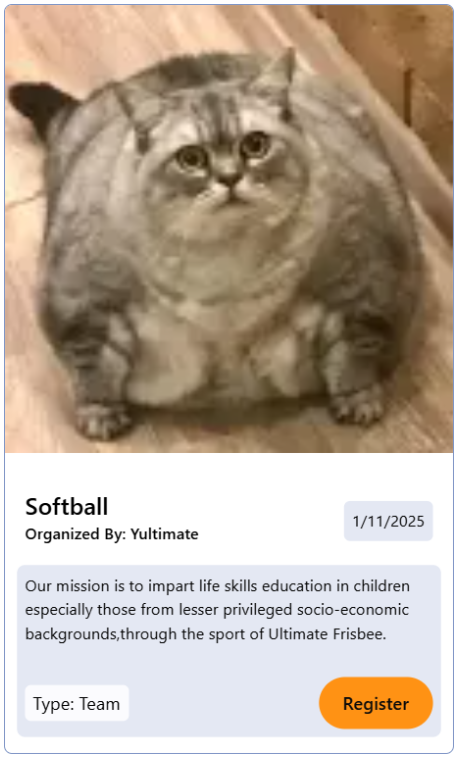 Softball
Organized By: Yultimate
1/11/2025
Our mission is to impart life skills education in children
especially those from lesser privileged socio-economic
backgrounds,through the sport of Ultimate Frisbee.
Type: Team
Register